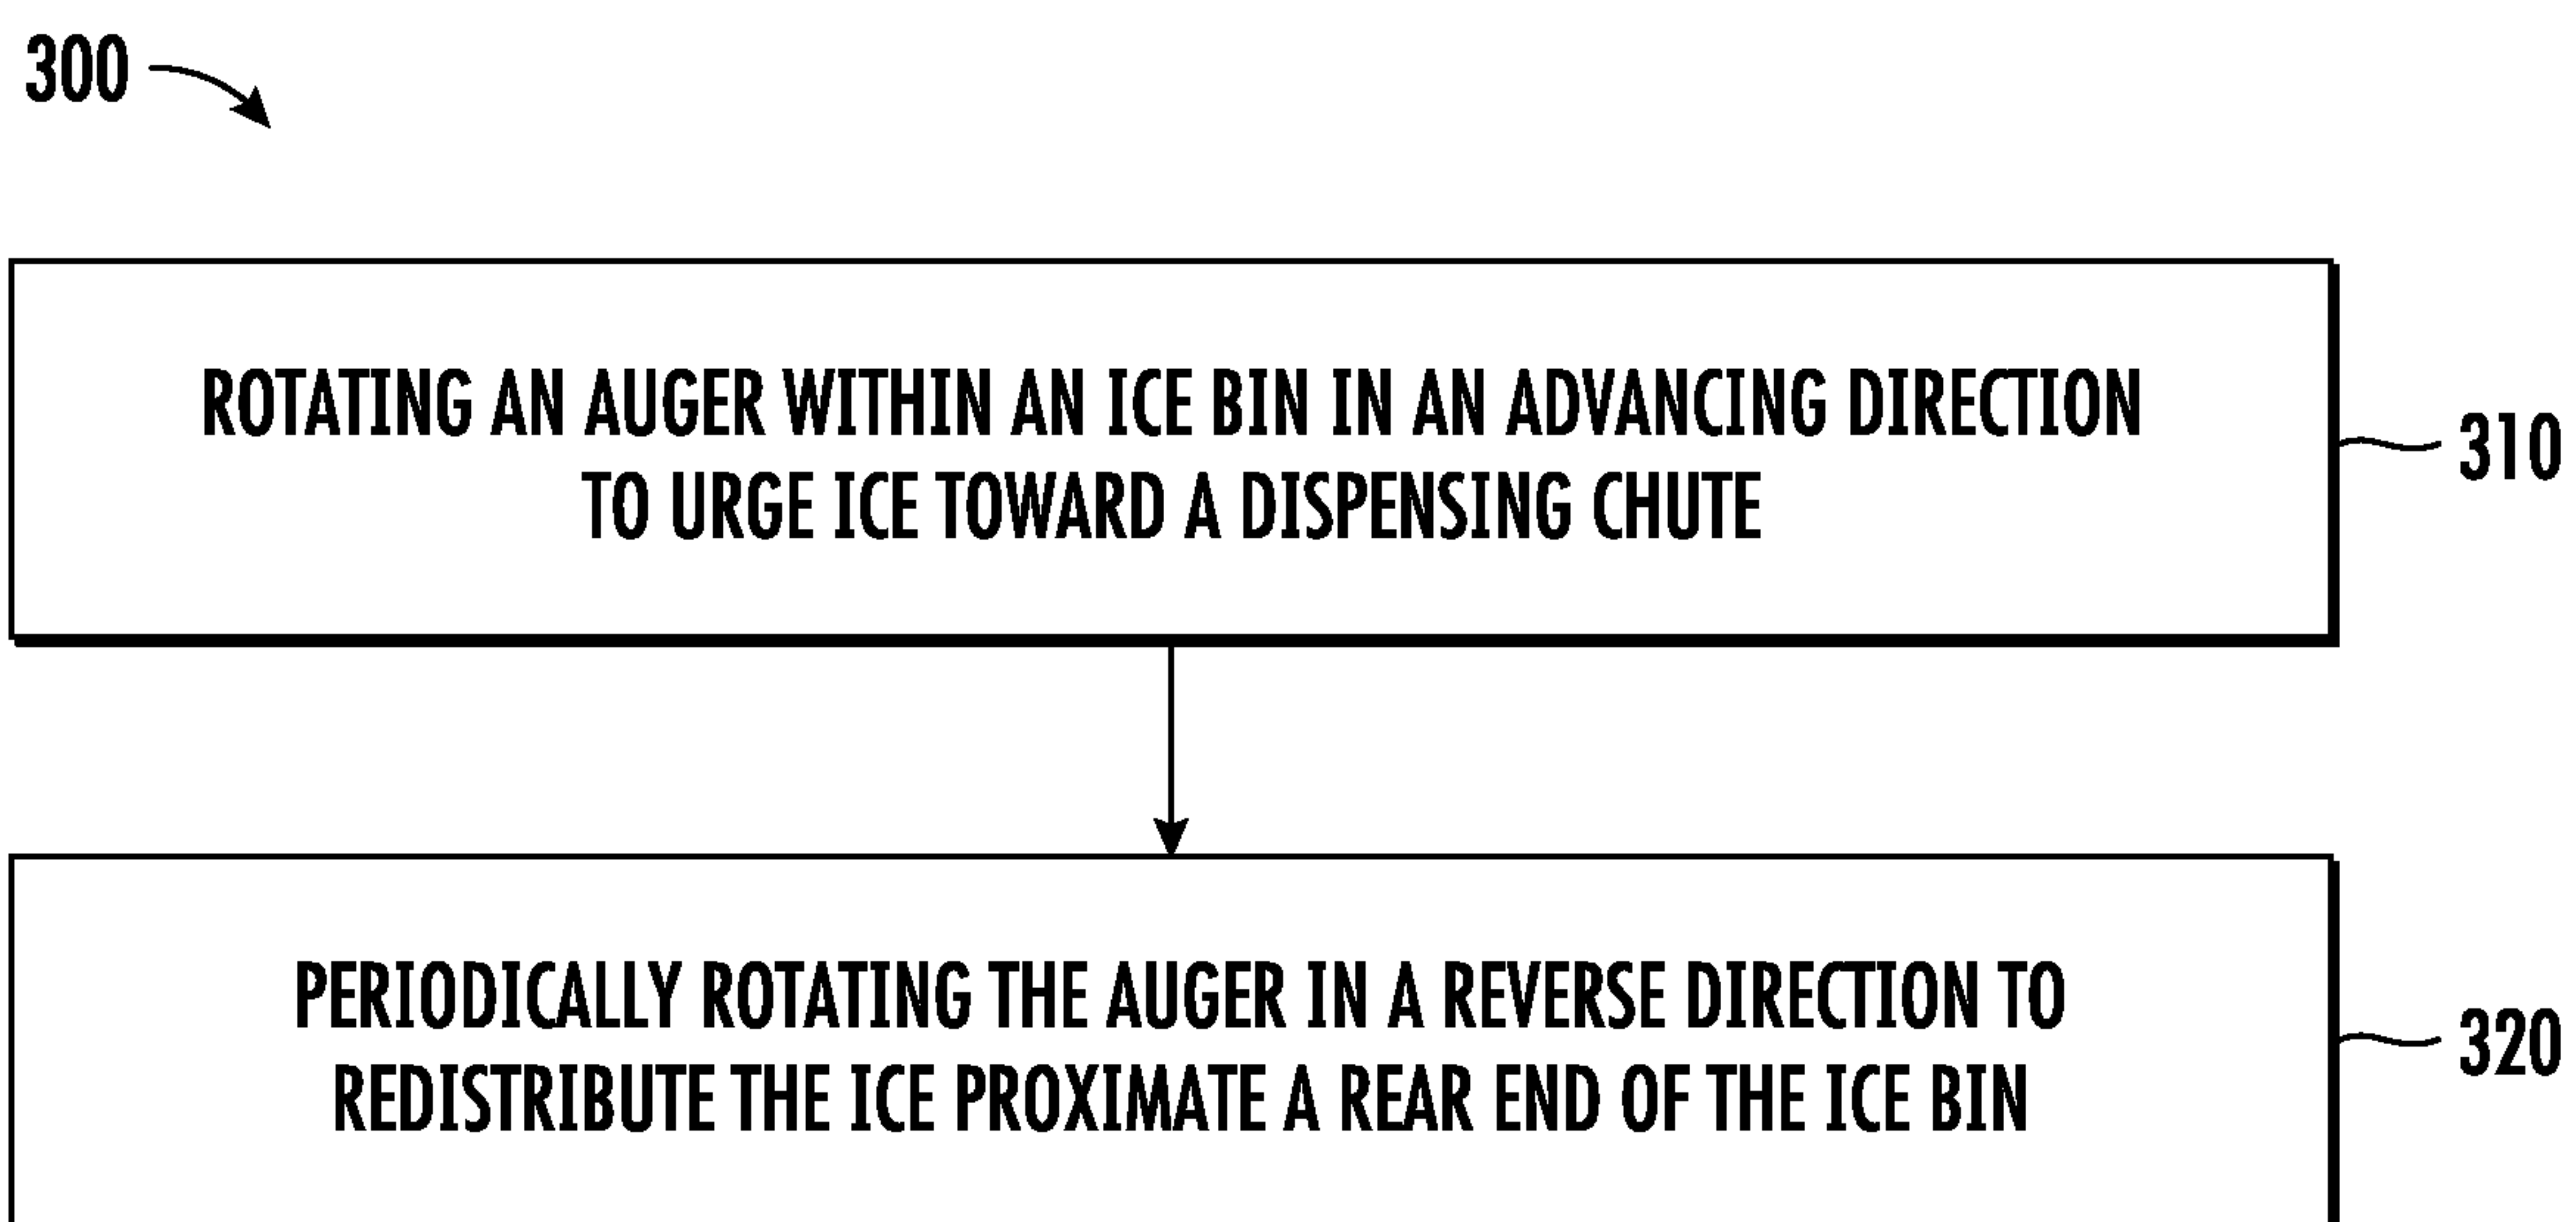 300
ROTATING AN AUGER WITHIN AN ICE BIN IN AN ADVANCING DIRECTION
TO URGE ICE TOWARD A DISPENSING CHUTE
310
PERIODICALLY ROTATING THE AUGER IN A REVERSE DIRECTION TO
REDISTRIBUTE THE ICE PROXIMATE A REAR END OF THE ICE BIN
320